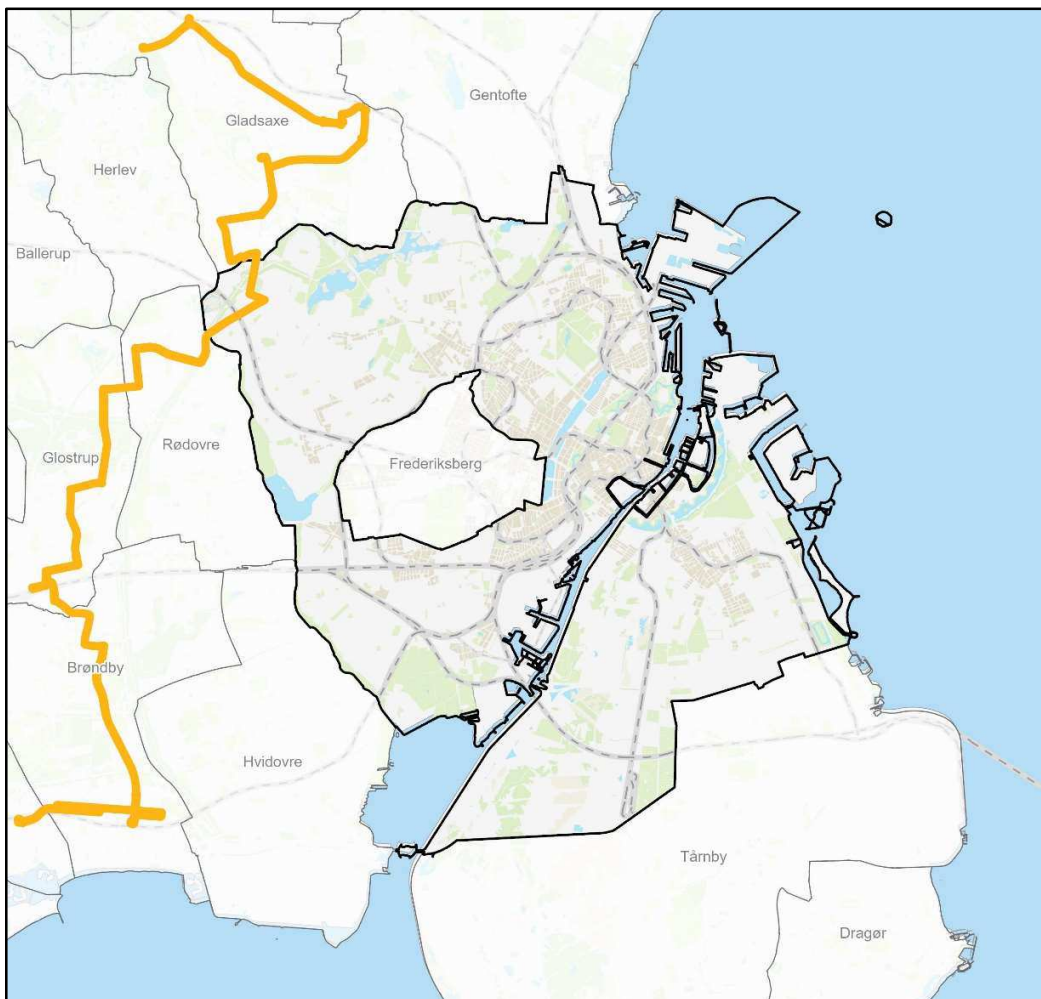 Gentofte
Gladsaxe
Herlev
Ballerup
Rødovre
Frederiksberg
Glostrup
Brøndby
Hvidovre
Tårnby
Dragør